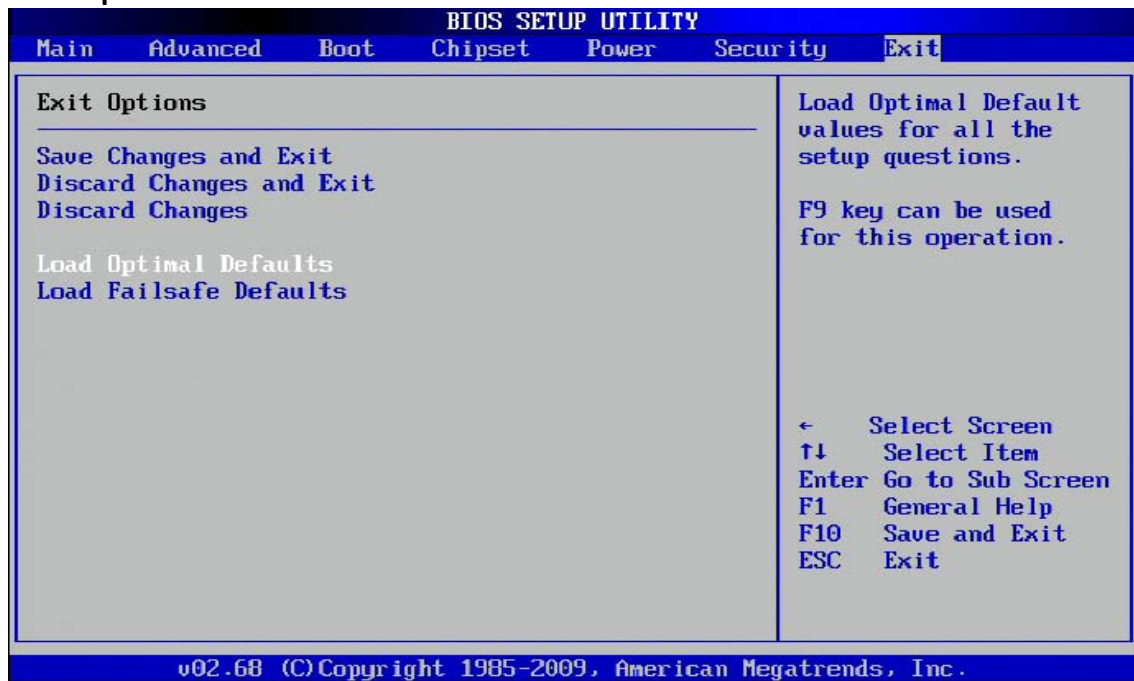 BIOS SETUP UTILITY
Main Advanced Boot Chipset Power Security Exit
Exit Options
Save Changes and Exit
Discard Changes and Exit
Discard Changes
Load Optimal Defaults
Load Failsafe Defaults
Load Optimal Default
values for all the
setup questions.
F9 key can be used
for this operation.
← Select Screen
↑↓ Select Item
Enter Go to Sub Screen
F1 General Help
F10 Save and Exit
ESC Exit
v02.68 (C)Copyright 1985-2009, American Megatrends, Inc.